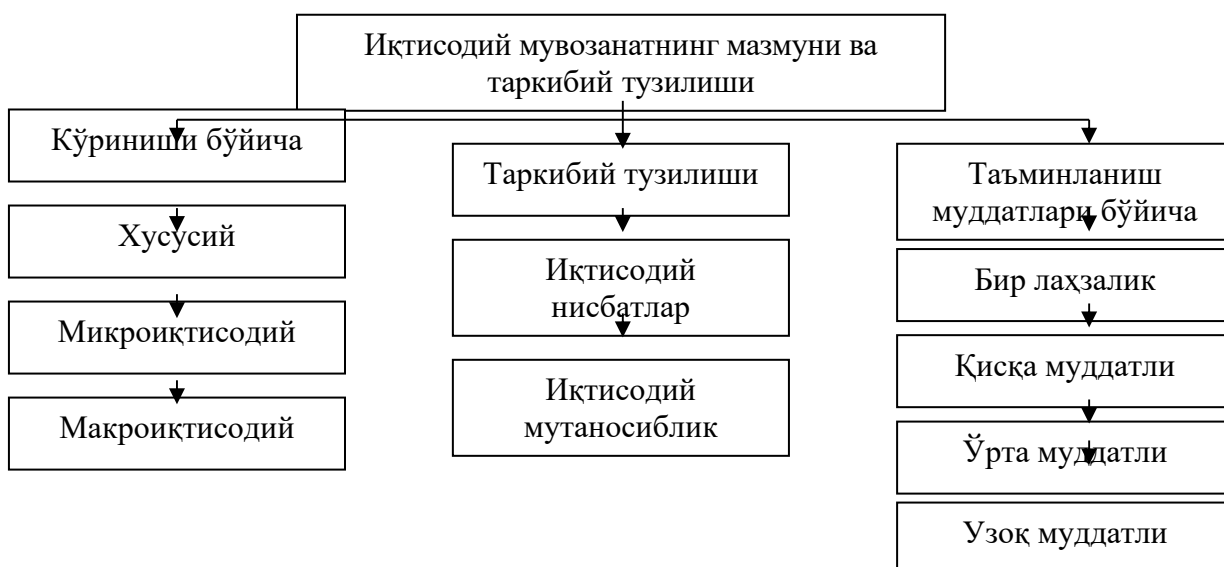 Иқтисодий мувозанатнинг мазмуни ва
таркибий тузилиши
Кўриниши бўйича
Хусусий
Микроиқтисодий
Макроиқтисодий
Таркибий тузилиши
Иқтисодий
нисбатлар
Иқтисодий
мутаносиблик
Таъминланиш
муддатлари бўйича
Бир лаҳзалик
Қисқа муддатли
Ўрта муддатли
Узоқ муддатли